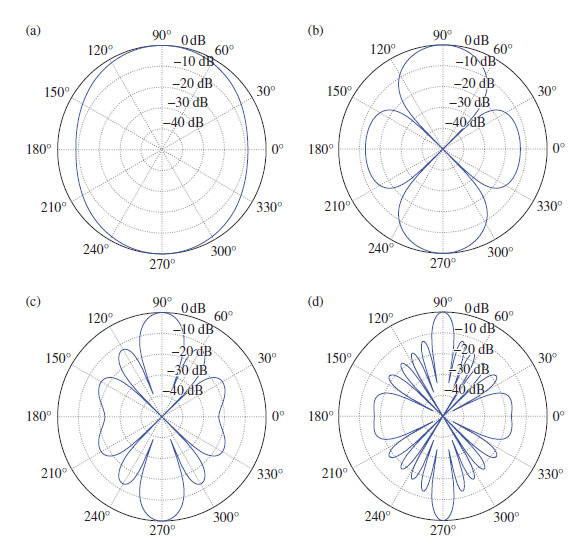 (a)
90° 0 dB
120° 60°
−10 dB
−20 dB
150° 30°
−30 dB
−40 dB
180° 0°
210° 330°
240° 300°
270°
(b)
90° 0 dB
120° 60°
−10 dB
−20 dB
150° 30°
−30 dB
−40 dB
180° 0°
210° 330°
240° 300°
270°
(c)
90° 0 dB
120° 60°
−10 dB
−20 dB
150° 30°
−30 dB
−40 dB
180° 0°
210° 330°
240° 300°
270°
(d)
90° 0 dB
120° 60°
−10 dB
−20 dB
150° 30°
−30 dB
−40 dB
180° 0°
210° 330°
240° 300°
270°